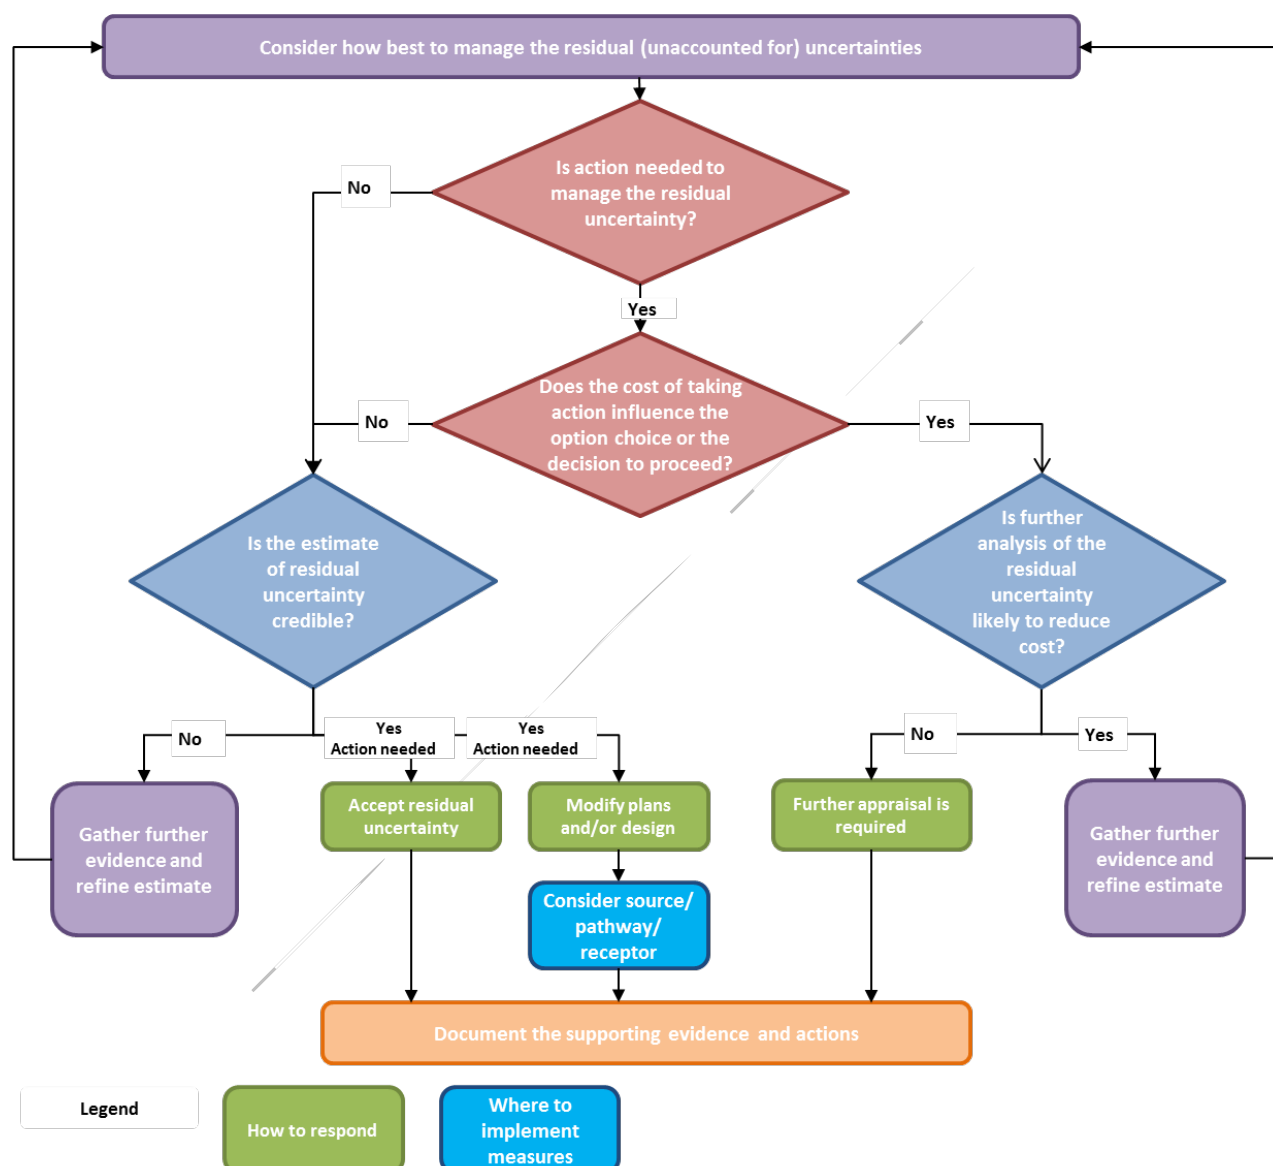 Consider how best to manage the residual (unaccounted for) uncertainties
Is action needed to
manage the residual
uncertainty?
No
Yes
Does the cost of taking
action influence the
option choice or the
decision to proceed?
No
Yes
Is the estimate
of residual
uncertainty
credible?
Is further
analysis of the
residual
uncertainty
likely to reduce
cost?
No
Yes
Action needed
Yes
Action needed
No
Yes
Gather further
evidence and
refine estimate
Accept residual
uncertainty
Modify plans
and/or design
Further appraisal is
required
Gather further
evidence and
refine estimate
Consider source/
pathway/
receptor
Document the supporting evidence and actions
Legend
How to respond
Where to
implement
measures